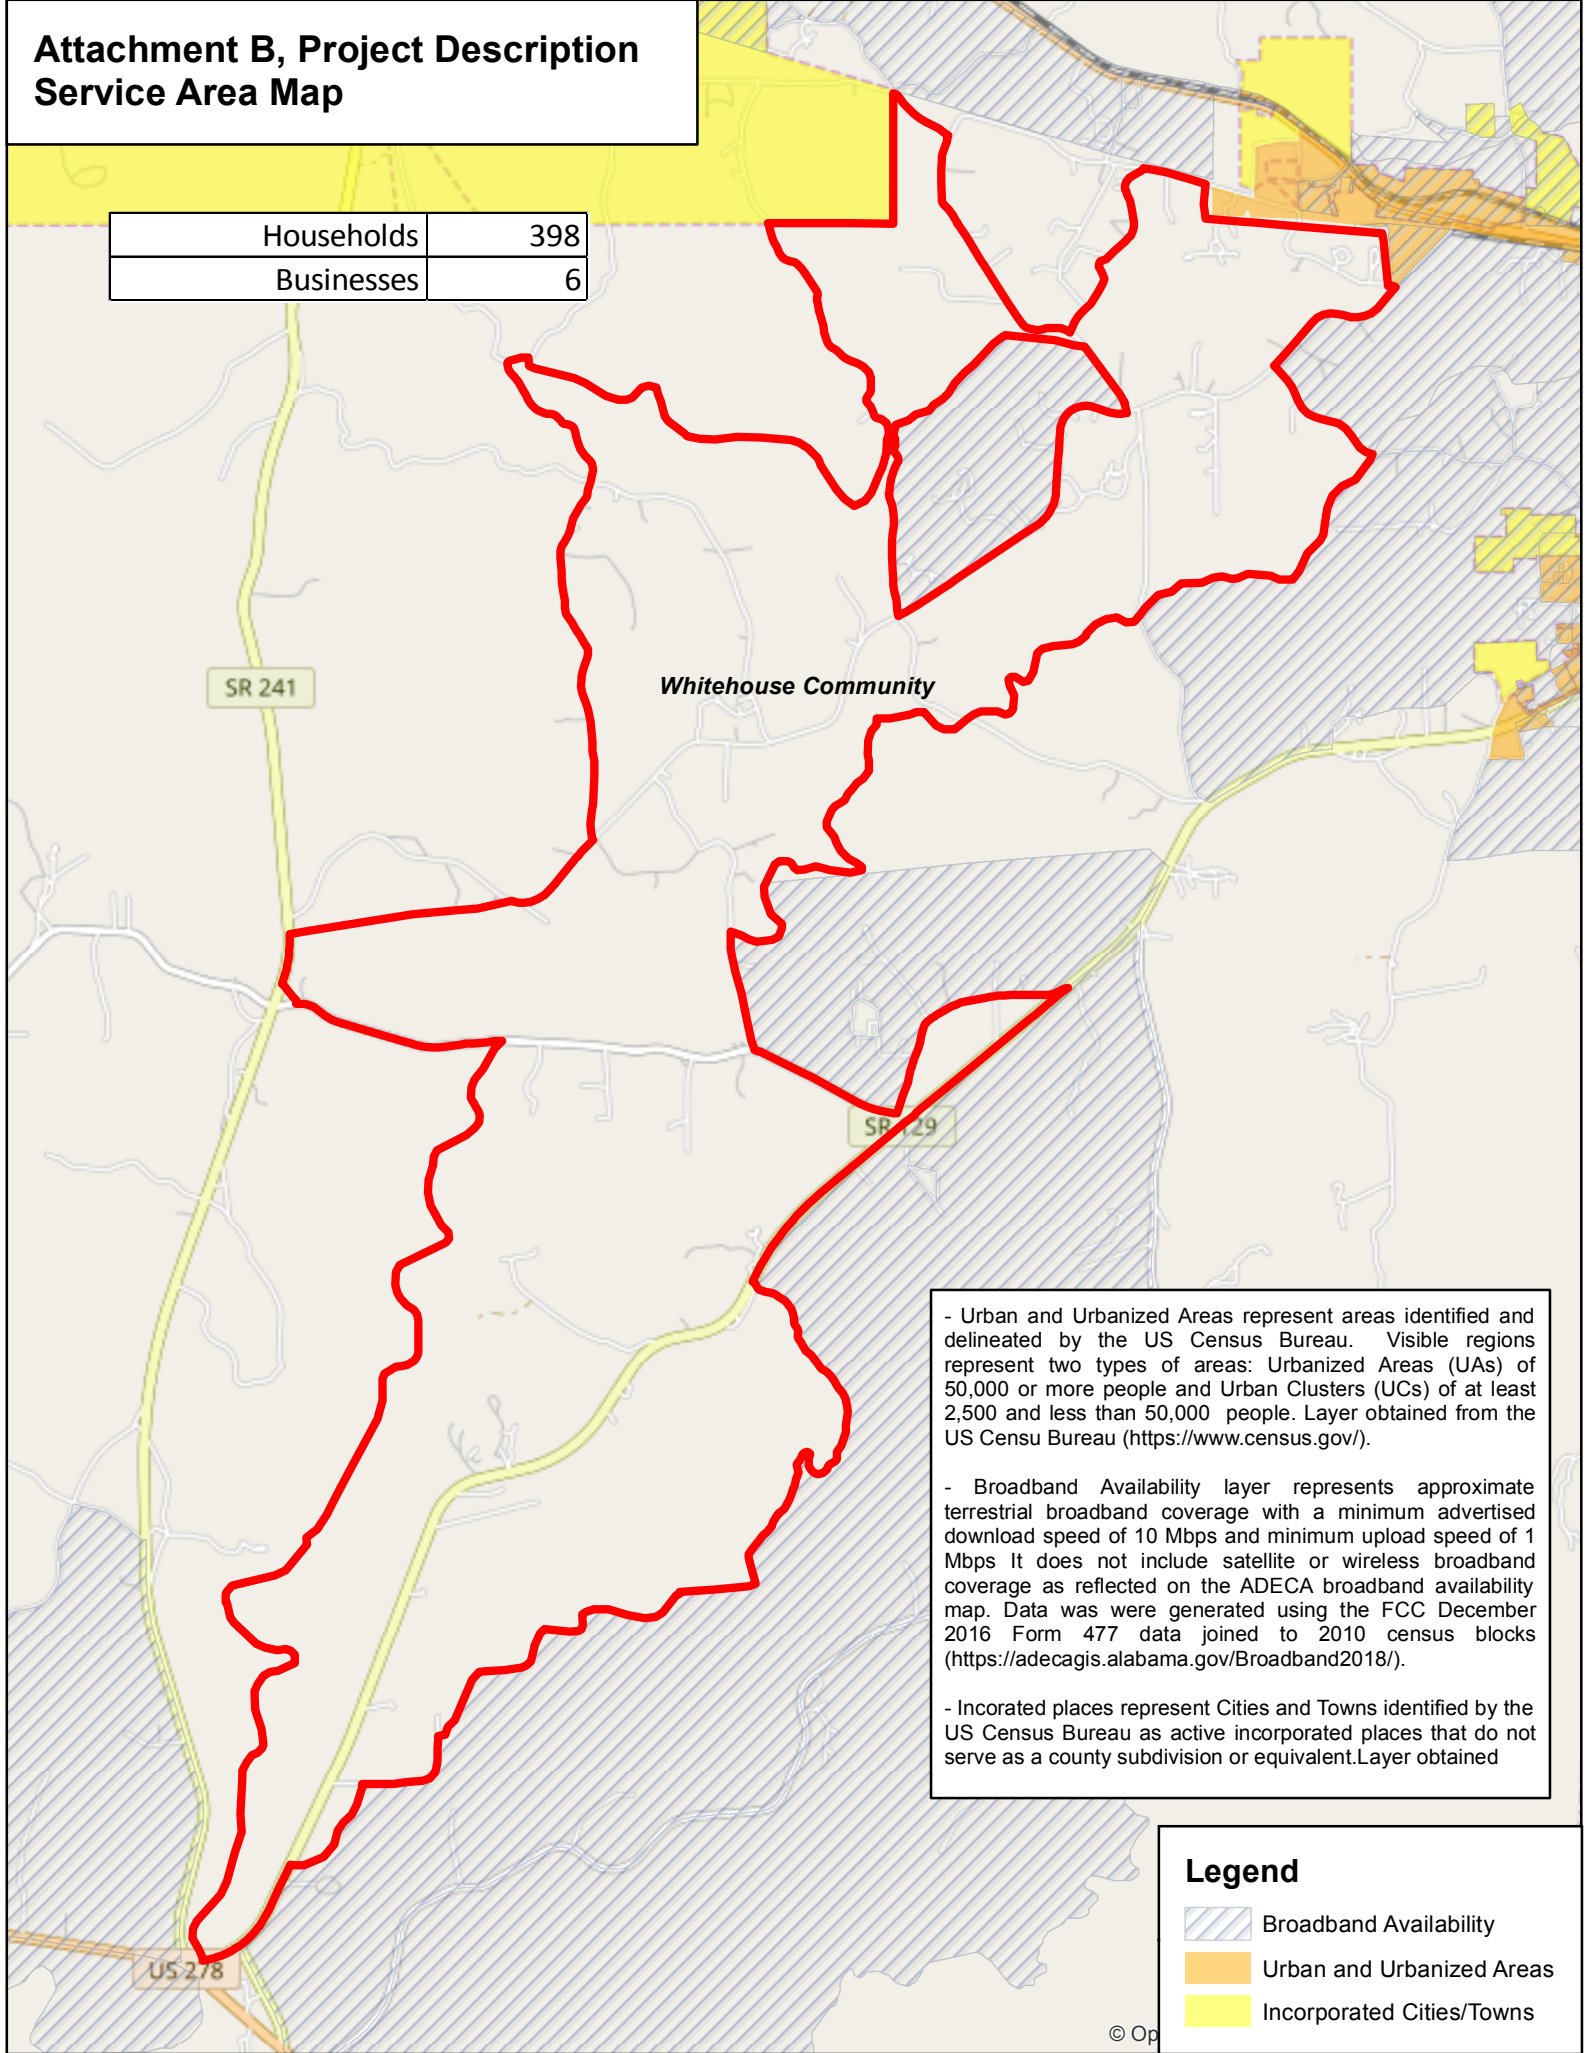 Attachment B, Project Description
Service Area Map
Households 398
Businesses 6
SR 241
Whitehouse Community
SR 129
- Urban and Urbanized Areas represent areas identified and
delineated by the US Census Bureau. Visible regions
represent two types of areas: Urbanized Areas (UAs) of
50,000 or more people and Urban Clusters (UCs) of at least
2,500 and less than 50,000 people. Layer obtained from the
US Censu Bureau (https://www.census.gov/).
- Broadband Availability layer represents approximate
terrestrial broadband coverage with a minimum advertised
download speed of 10 Mbps and minimum upload speed of 1
Mbps It does not include satellite or wireless broadband
coverage as reflected on the ADECA broadband availability
map. Data was were generated using the FCC December
2016 Form 477 data joined to 2010 census blocks
(https://adecagis.alabama.gov/Broadband2018/).
- Incorated places represent Cities and Towns identified by the
US Census Bureau as active incorporated places that do not
serve as a county subdivision or equivalent.Layer obtained
Legend
Broadband Availability
Urban and Urbanized Areas
Incorporated Cities/Towns
US 278
© Op